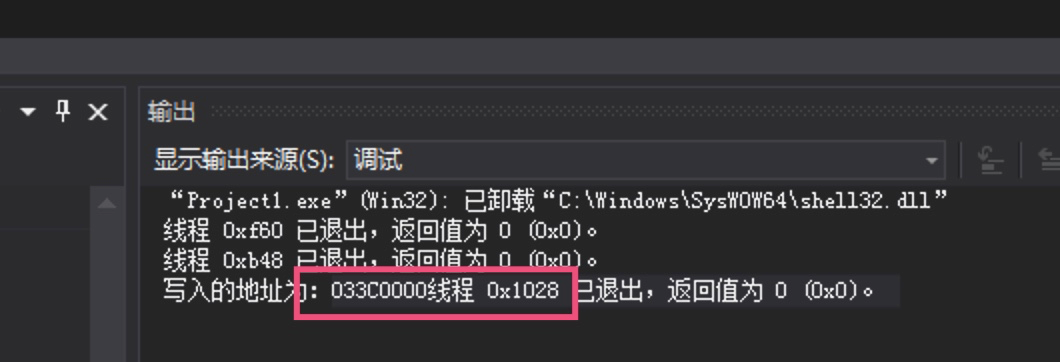 输出
显示输出来源(S): 调试
“Project1.exe”(Win32): 已卸载“C:\Windows\SysWOW64\shell32.dll”
线程 0xf60 已退出，返回值为 0 (0x0)。
线程 0xb48 已退出，返回值为 0 (0x0)。
写入的地址为：033C0000线程 0x1028 已退出，返回值为 0 (0x0)。